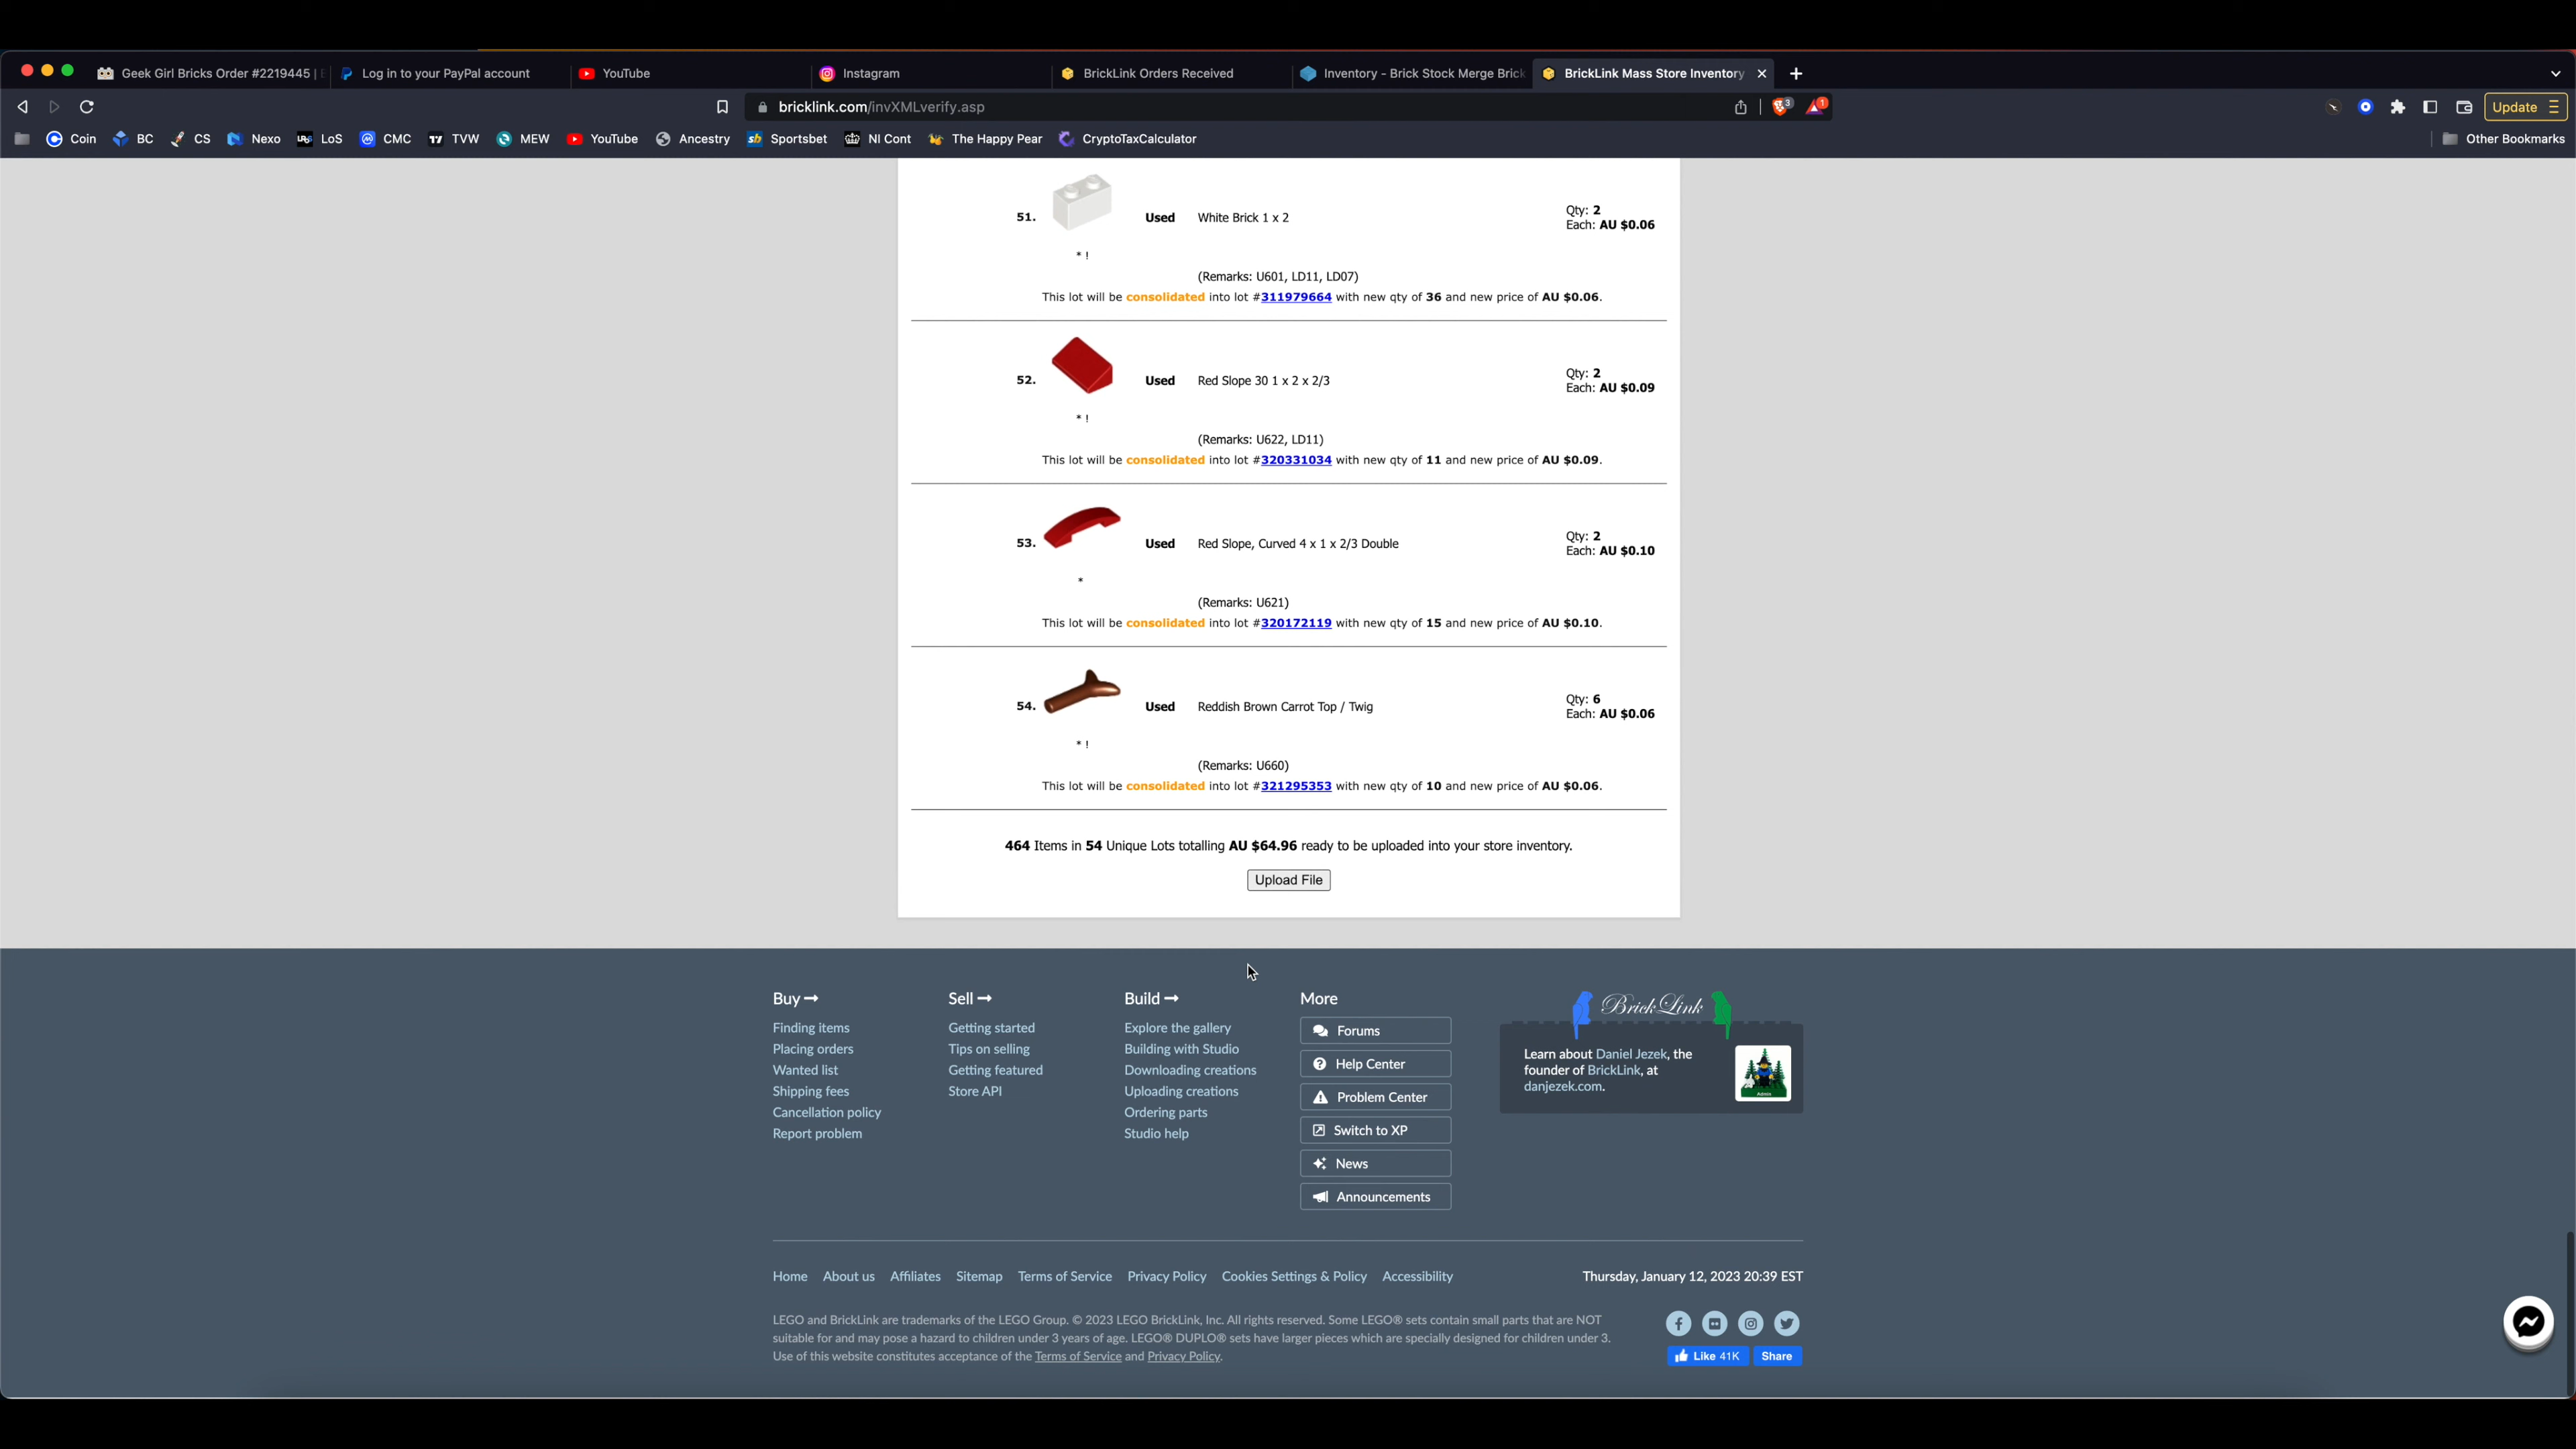 Geek Girl Bricks Order #2219445 |
Log in to your PayPal account
YouTube
Instagram
BrickLink Orders Received
Inventory - Brick Stock Merge Brick
BrickLink Mass Store Inventory
bricklink.com/invXMLverify.asp
3
1
Update
Coin
BC
CS
Nexo
LoS
CMC
TVW
MEW
YouTube
Ancestry
Sportsbet
NI Cont
The Happy Pear
CryptoTaxCalculator
Other Bookmarks
51.
Used
White Brick 1 x 2
Qty: 2
Each: AU $0.06
* !
(Remarks: U601, LD11, LD07)
This lot will be consolidated into lot #311979664 with new qty of 36 and new price of AU $0.06.
52.
Used
Red Slope 30 1 x 2 x 2/3
Qty: 2
Each: AU $0.09
* !
(Remarks: U622, LD11)
This lot will be consolidated into lot #320331034 with new qty of 11 and new price of AU $0.09.
53.
Used
Red Slope, Curved 4 x 1 x 2/3 Double
Qty: 2
Each: AU $0.10
*
(Remarks: U621)
This lot will be consolidated into lot #320172119 with new qty of 15 and new price of AU $0.10.
54.
Used
Reddish Brown Carrot Top / Twig
Qty: 6
Each: AU $0.06
* !
(Remarks: U660)
This lot will be consolidated into lot #321295353 with new qty of 10 and new price of AU $0.06.
464 Items in 54 Unique Lots totalling AU $64.96 ready to be uploaded into your store inventory.
Upload File
Buy →
Finding items
Placing orders
Wanted list
Shipping fees
Cancellation policy
Report problem
Sell →
Getting started
Tips on selling
Getting featured
Store API
Build →
Explore the gallery
Building with Studio
Downloading creations
Uploading creations
Ordering parts
Studio help
More
Forums
Help Center
Problem Center
Switch to XP
News
Announcements
BrickLink
Learn about Daniel Jezek, the
founder of BrickLink, at
danjezek.com.
Admin
Home
About us
Affiliates
Sitemap
Terms of Service
Privacy Policy
Cookies Settings & Policy
Accessibility
Thursday, January 12, 2023 20:39 EST
LEGO and BrickLink are trademarks of the LEGO Group. © 2023 LEGO BrickLink, Inc. All rights reserved. Some LEGO® sets contain small parts that are NOT
suitable for and may pose a hazard to children under 3 years of age. LEGO® DUPLO® sets have larger pieces which are specially designed for children under 3.
Use of this website constitutes acceptance of the Terms of Service and Privacy Policy.
Like 41K
Share